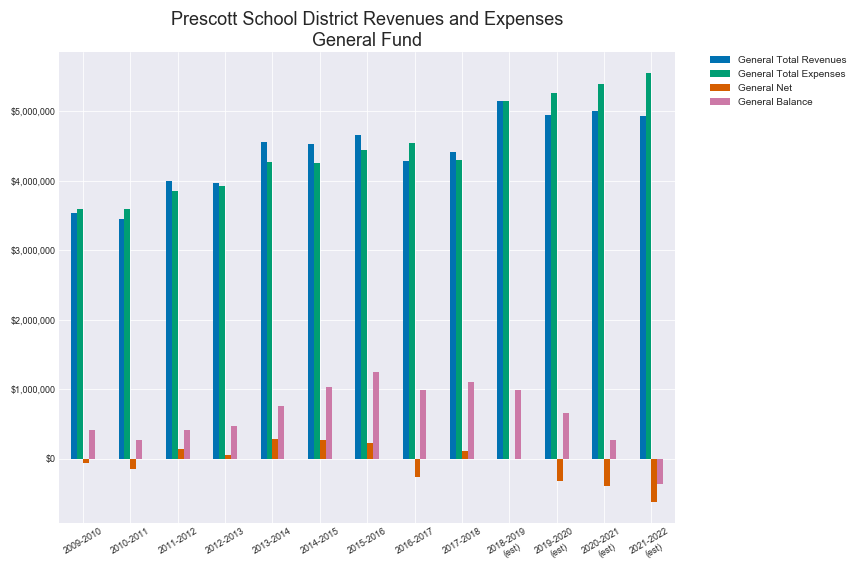 Prescott School District Revenues and Expenses
General Fund
General Total Revenues
General Total Expenses
General Net
General Balance
$5,000,000
$4,000,000
$3,000,000
$2,000,000
$1,000,000
$0
2009-2010
2010-2011
2011-2012
2012-2013
2013-2014
2014-2015
2015-2016
2016-2017
2017-2018
2018-2019
(est)
2019-2020
(est)
2020-2021
(est)
2021-2022
(est)